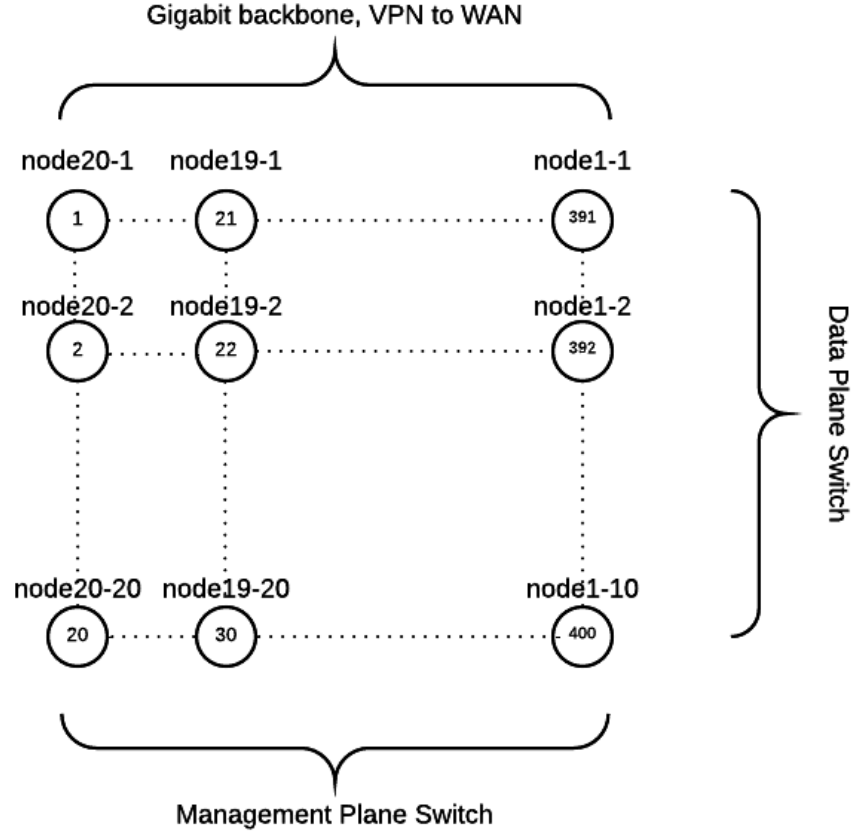 Gigabit backbone, VPN to WAN
node20-1 node19-1 node1-1
1 21 391
node20-2 node19-2 node1-2
2 22 392
Data Plane Switch
node20-20 node19-20 node1-10
20 30 400
Management Plane Switch